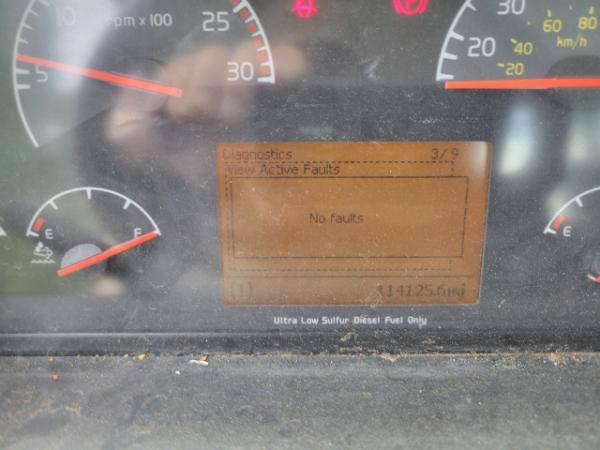 10 rpm x 100 25
30 60 80
5 30
20 40 km/h
20
Diagnostics 3/9
View Active Faults
No faults
E F E
(!) 114125.6mi
Ultra Low Sulfur Diesel Fuel Only